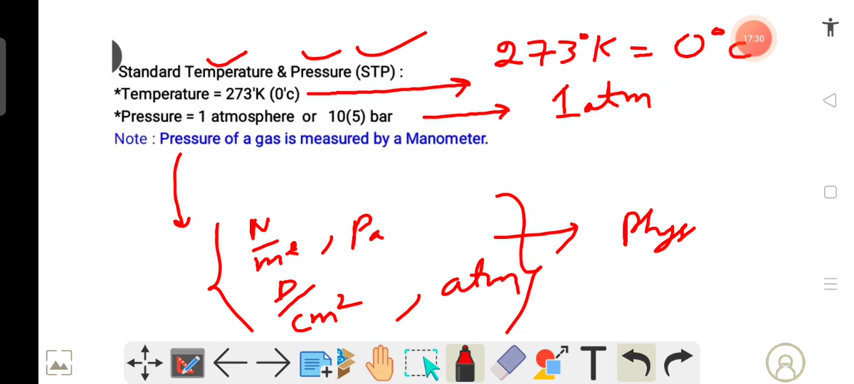 273°K = 0°c
17:30
Standard Temperature & Pressure (STP) :
*Temperature = 273'K (0'c)
1 atm
*Pressure = 1 atmosphere or 10(5) bar
Note : Pressure of a gas is measured by a Manometer.
N/m² , Pa
Phys
D/cm² , atm
T